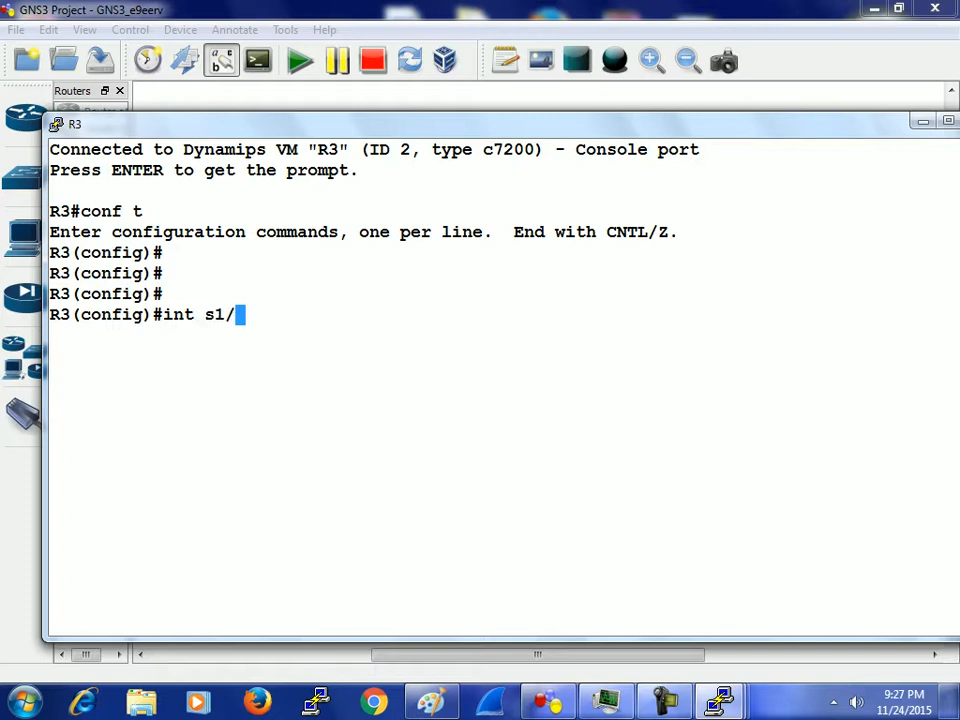 GNS3 Project - GNS3_e9eerv
File Edit View Control Device Annotate Tools Help
a c
b
Routers
R3
Connected to Dynamips VM "R3" (ID 2, type c7200) - Console port
Press ENTER to get the prompt.
R3#conf t
Enter configuration commands, one per line.  End with CNTL/Z.
R3(config)#
R3(config)#
R3(config)#
R3(config)#int s1/
9:27 PM
11/24/2015